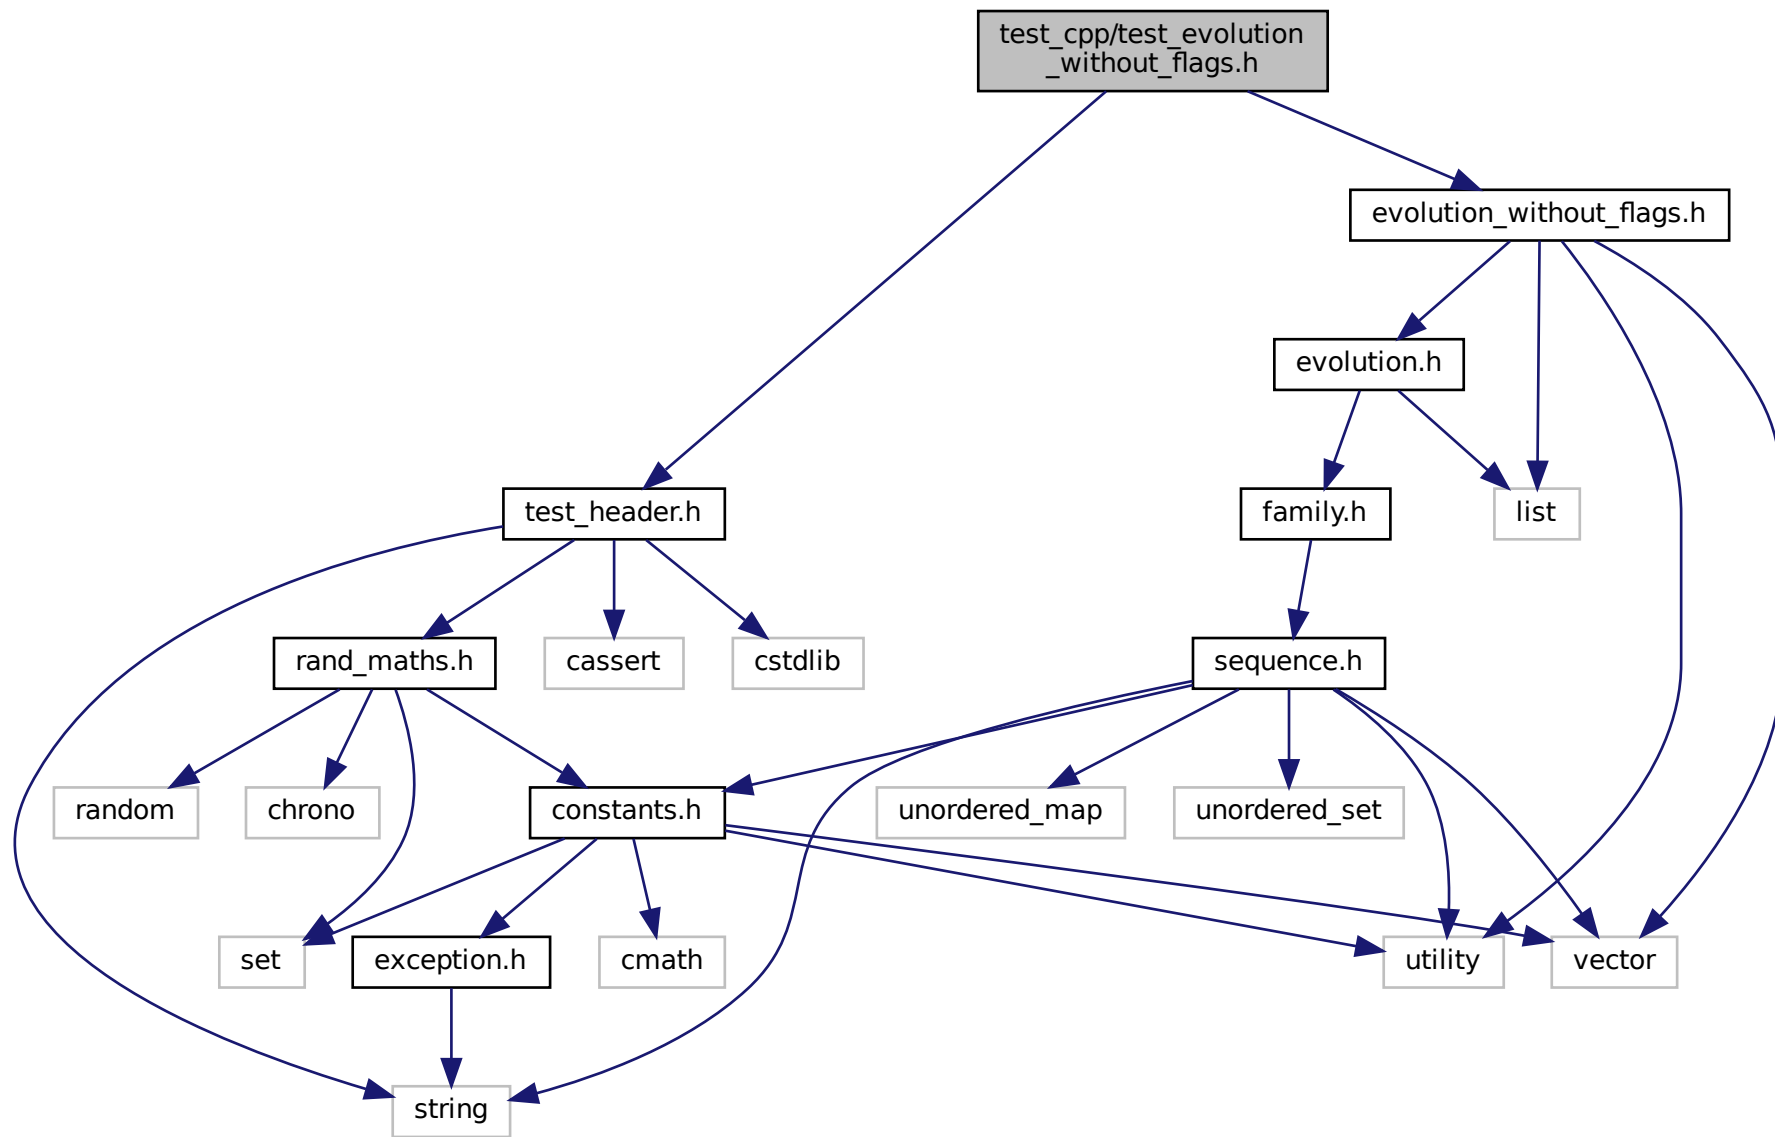 test_cpp/test_evolution
_without_flags.h
evolution_without_flags.h
evolution.h
test_header.h
family.h
list
rand_maths.h
cassert
cstdlib
sequence.h
random
chrono
constants.h
unordered_map
unordered_set
set
exception.h
cmath
utility
vector
string